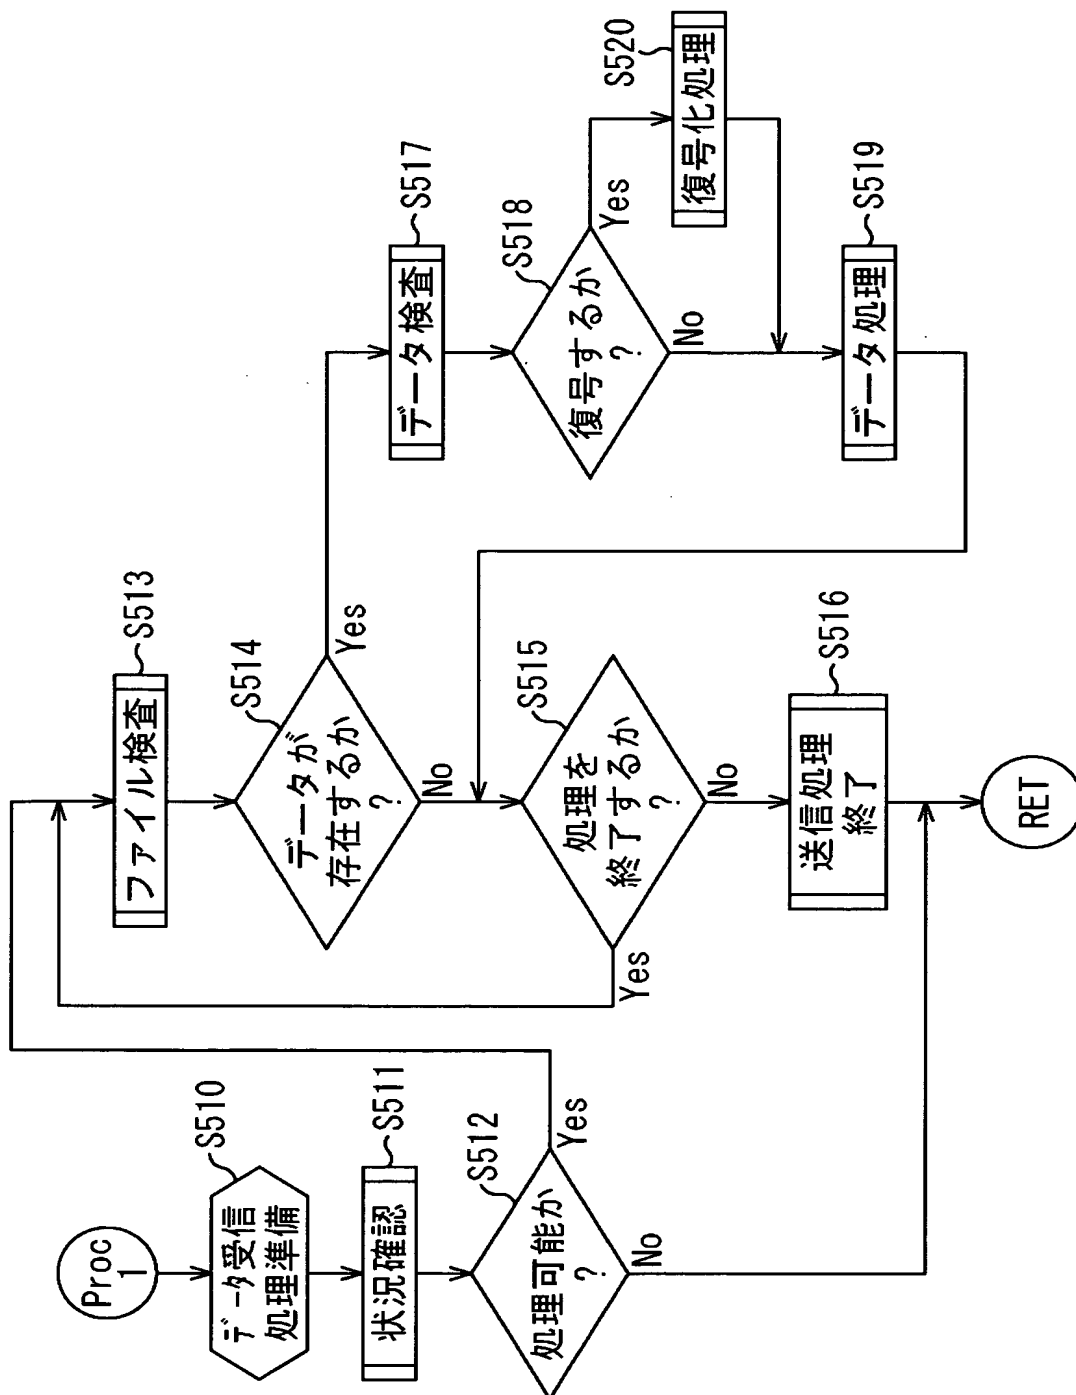 Proc
1
S510
データ受信
処理準備
S511
状況確認
S512
処理可能か
?
Yes
No
S513
ファイル検査
S514
データが
存在するか
?
Yes
No
S515
処理を
終了するか
?
Yes
No
S516
送信処理
終了
RET
S517
データ検査
S518
復号するか
?
Yes
No
S520
復号化処理
S519
データ処理